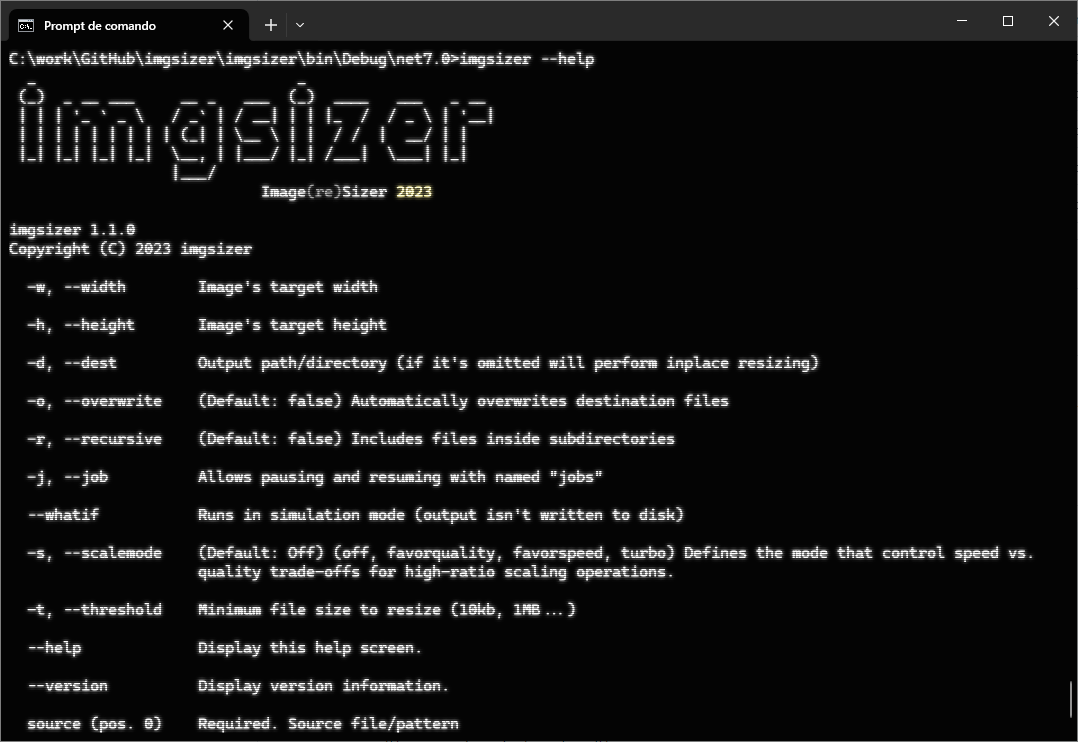 Prompt de comando
C:\work\GitHub\imgsizer\imgsizer\bin\Debug\net7.0>imgsizer --help
imgsizer
Image(re)Sizer 2023
imgsizer 1.1.0
Copyright (C) 2023 imgsizer
-w, --width Image's target width
-h, --height Image's target height
-d, --dest Output path/directory (if it's omitted will perform inplace resizing)
-o, --overwrite (Default: false) Automatically overwrites destination files
-r, --recursive (Default: false) Includes files inside subdirectories
-j, --job Allows pausing and resuming with named "jobs"
--whatif Runs in simulation mode (output isn't written to disk)
-s, --scalemode (Default: Off) (off, favorquality, favorspeed, turbo) Defines the mode that control speed vs.
quality trade-offs for high-ratio scaling operations.
-t, --threshold Minimum file size to resize (10kb, 1MB...)
--help Display this help screen.
--version Display version information.
source (pos. 0) Required. Source file/pattern